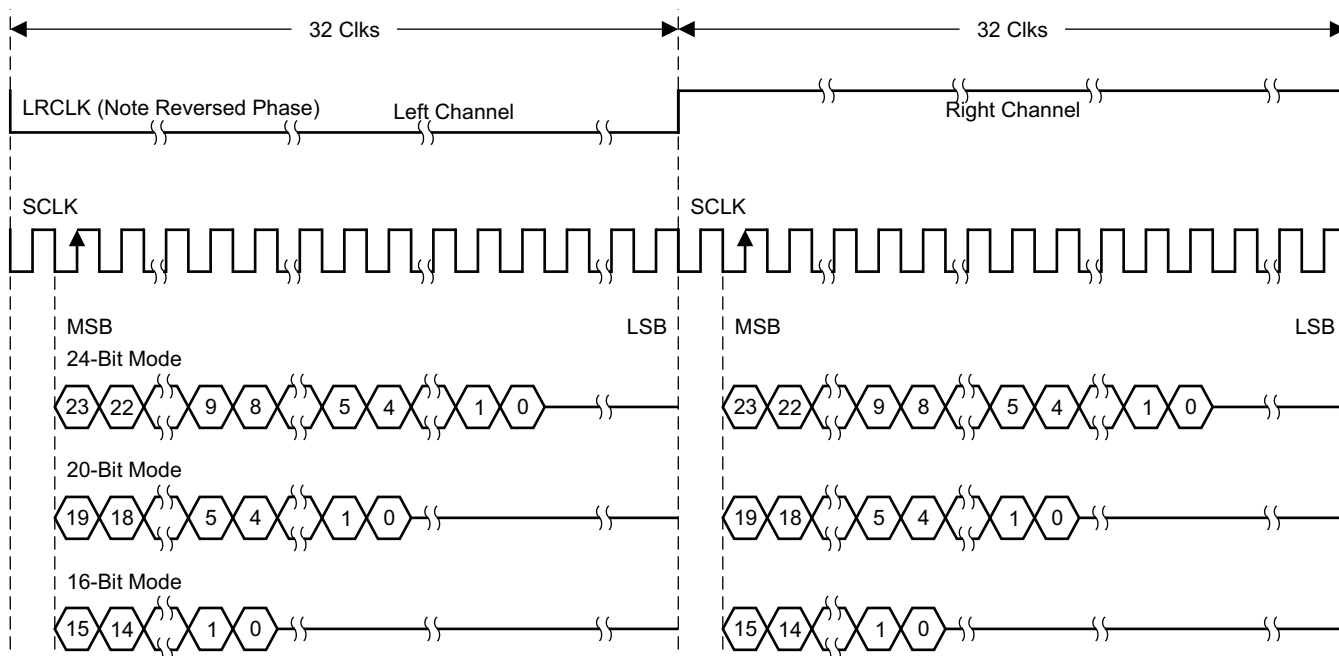 32 Clks 32 Clks
LRCLK (Note Reversed Phase) Left Channel Right Channel
SCLK SCLK
MSB LSB MSB LSB
24-Bit Mode
23 22 9 8 5 4 1 0 23 22 9 8 5 4 1 0
20-Bit Mode
19 18 5 4 1 0 19 18 5 4 1 0
16-Bit Mode
15 14 1 0 15 14 1 0